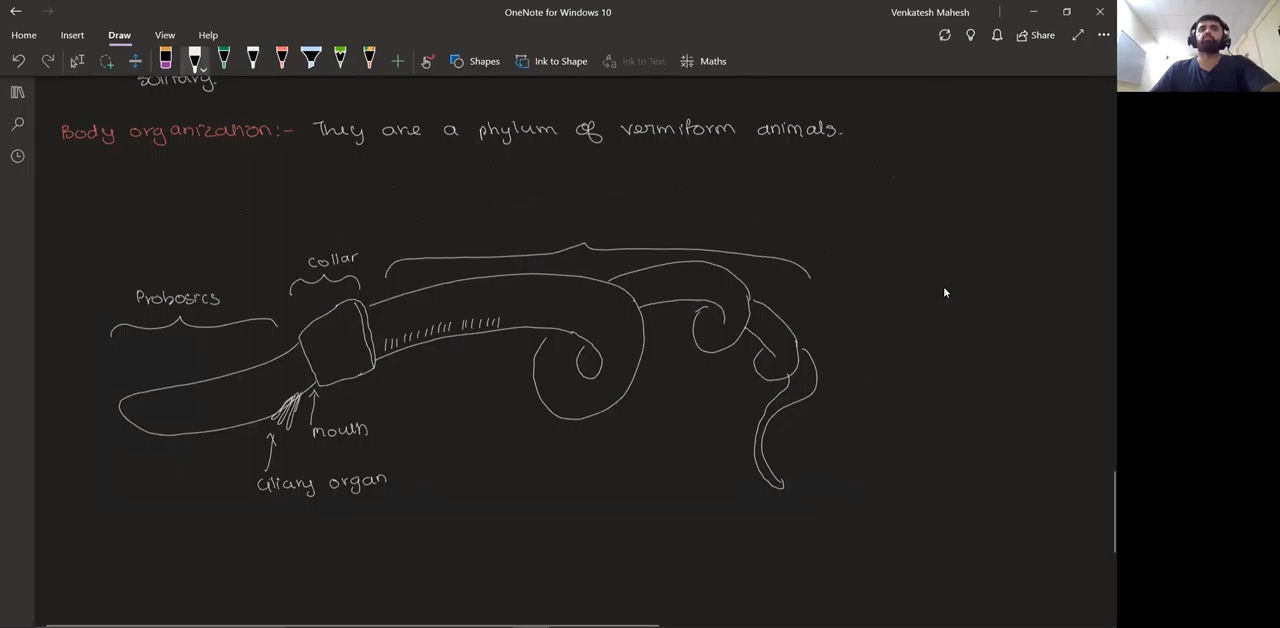 OneNote for Windows 10
Venkatesh Mahesh
Home Insert Draw View Help
Share
Shapes
Ink to Shape
Ink to Text
Maths
solitary.
Body organization:- They are a phylum of vermiform animals.
collar
Proboscis
mouth
Ciliary organ